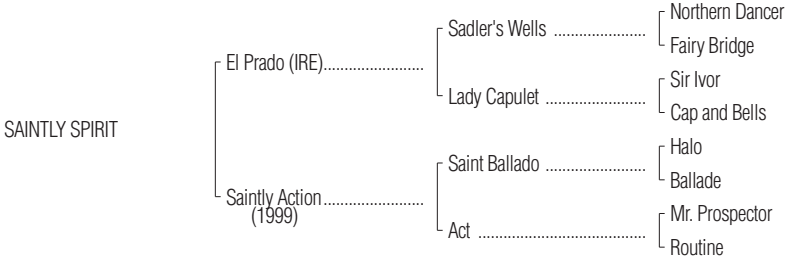 Northern Dancer
Sadler's Wells ......................
Fairy Bridge
El Prado (IRE)........................
Sir Ivor
Lady Capulet ........................
Cap and Bells
SAINTLY SPIRIT
Halo
Saint Ballado ........................
Ballade
Saintly Action........................
(1999)
Mr. Prospector
Act ........................................
Routine